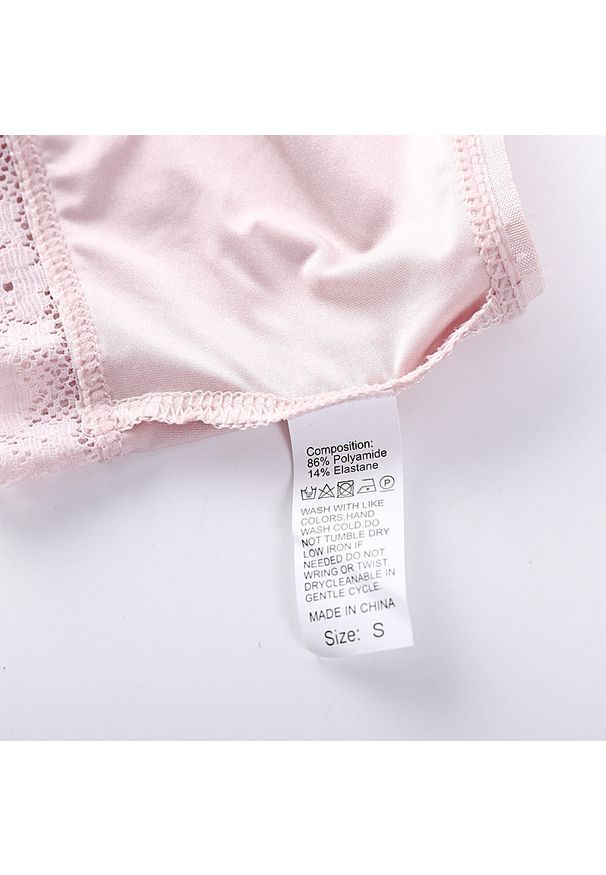 Composition:
86% Polyamide
14% Elastane
P
WASH WITH LIKE
COLORS.HAND
WASH COLD DO
NOT TUMBLE DRY
LOW IRON IF
NEEDED DO NOT
WRING OR TWIST.
DRYCLEANABLE IN
GENTLE CYCLE.
MADE IN CHINA
Size: S